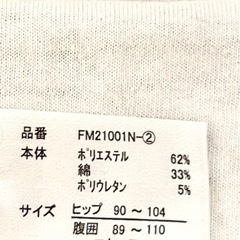 品番 FM21001N-②
本体 ポリエステル 62%
綿 33%
ポリウレタン 5%
サイズ ヒップ 90 ～ 104
腹囲 89 ～ 110